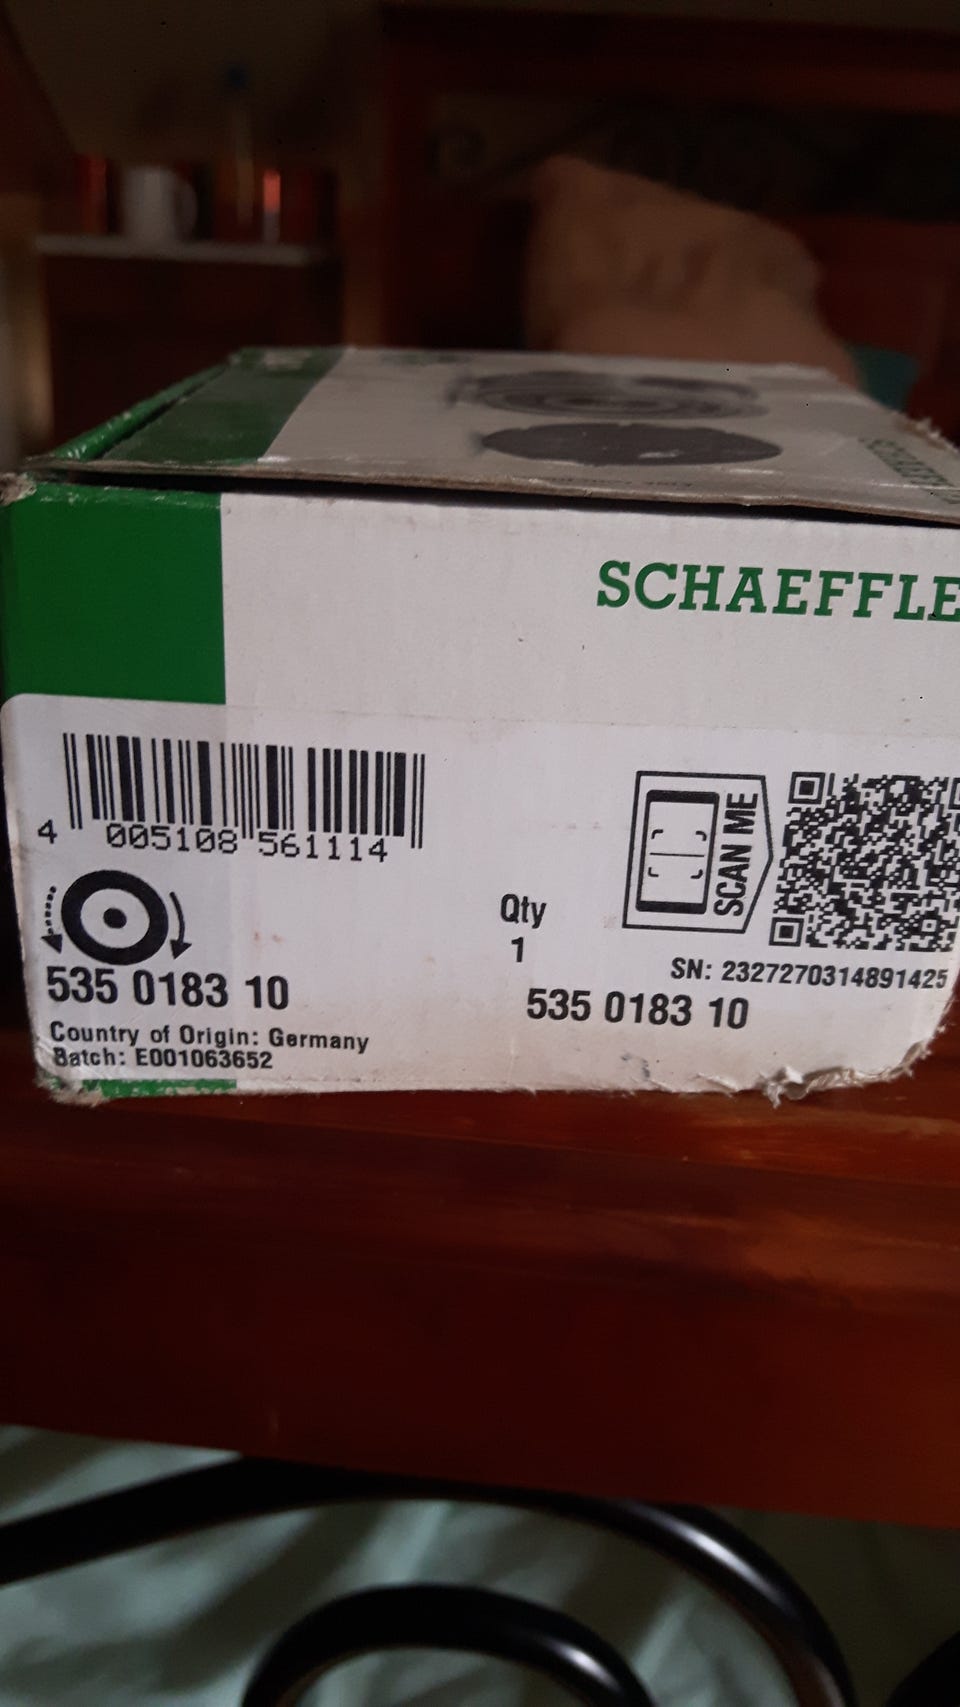 SCHAEFFLE
4 005108 561114
SCAN ME
Qty
1
SN: 2327270314891425
535 0183 10
535 0183 10
Country of Origin: Germany
Batch: E001063652